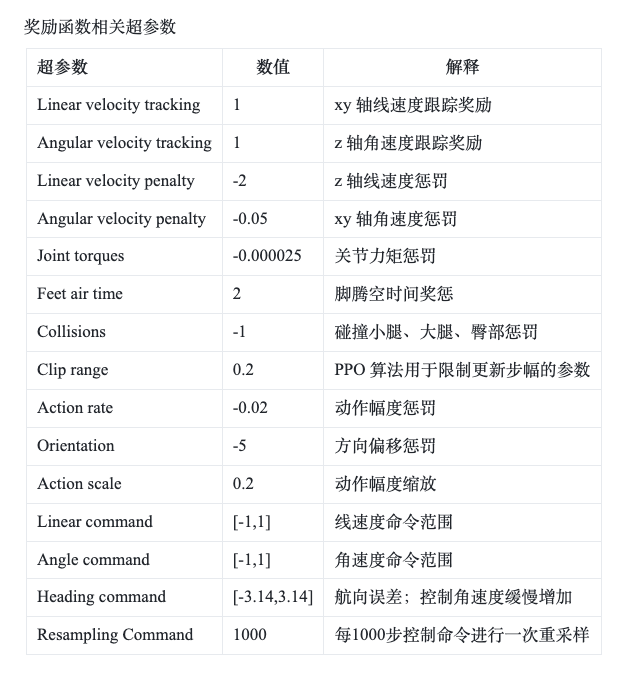 奖励函数相关超参数
超参数 数值 解释
Linear velocity tracking 1 xy 轴线速度跟踪奖励
Angular velocity tracking 1 z 轴角速度跟踪奖励
Linear velocity penalty -2 z 轴线速度惩罚
Angular velocity penalty -0.05 xy 轴角速度惩罚
Joint torques -0.000025 关节力矩惩罚
Feet air time 2 脚腾空时间奖惩
Collisions -1 碰撞小腿、大腿、臀部惩罚
Clip range 0.2 PPO 算法用于限制更新步幅的参数
Action rate -0.02 动作幅度惩罚
Orientation -5 方向偏移惩罚
Action scale 0.2 动作幅度缩放
Linear command [-1,1] 线速度命令范围
Angle command [-1,1] 角速度命令范围
Heading command [-3.14,3.14] 航向误差；控制角速度缓慢增加
Resampling Command 1000 每1000步控制命令进行一次重采样